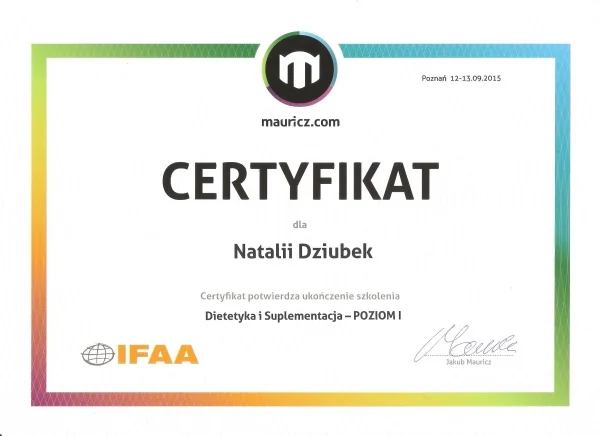 Poznań 12-13.09.2015
mauricz.com
CERTYFIKAT
dla
Natalii Dziubek
Certyfikat potwierdza ukończenie szkolenia
Dietetyka i Suplementacja – POZIOM I
IFAA
Jakub Mauricz